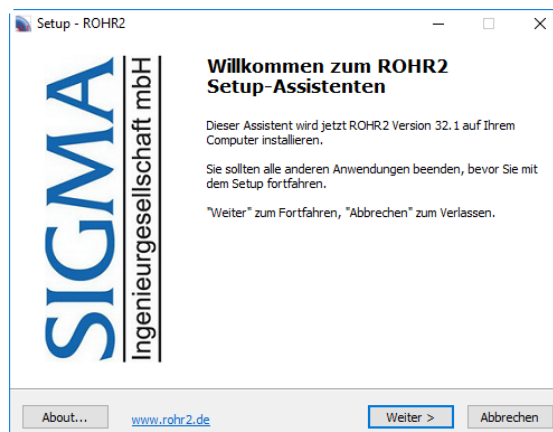 Setup - ROHR2
SIGMA
Ingenieurgesellschaft mbH
Willkommen zum ROHR2
Setup-Assistenten
Dieser Assistent wird jetzt ROHR2 Version 32.1 auf Ihrem
Computer installieren.
Sie sollten alle anderen Anwendungen beenden, bevor Sie mit
dem Setup fortfahren.
"Weiter" zum Fortfahren, "Abbrechen" zum Verlassen.
About...
www.rohr2.de
Weiter >
Abbrechen